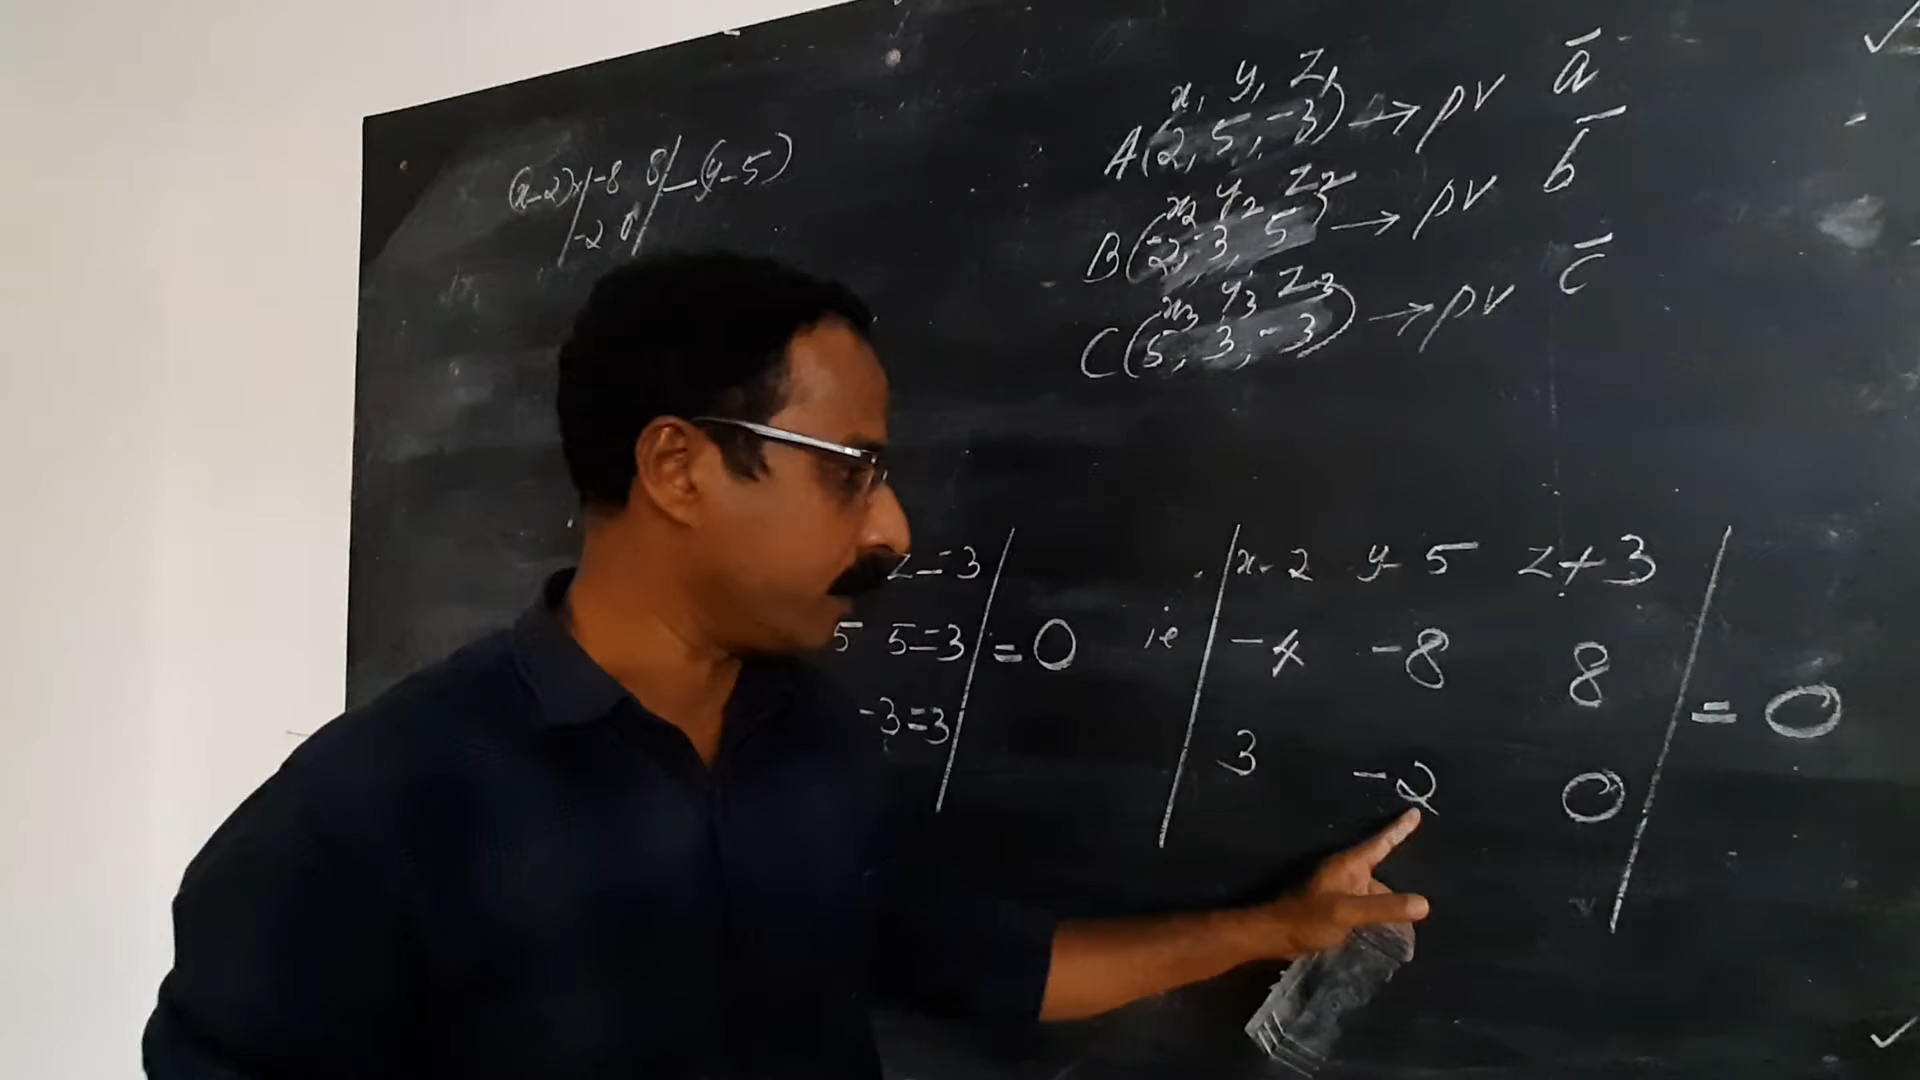 (x-2)x|-8 8|-(y-5)
|-2 0|
x₁ y₁ z₁
A(2, 5, -3) → pv a̅
x₂ y₂ z₂
B(-2, -3, 5) → pv b̅
x₃ y₃ z₃
C(5, 3, -3) → pv c̅
z=3
5 5=3 | = 0
-3=3
ie | x-2 y-5 z+3 |
| -4 -8 8 | = 0
| 3 -2 0 |